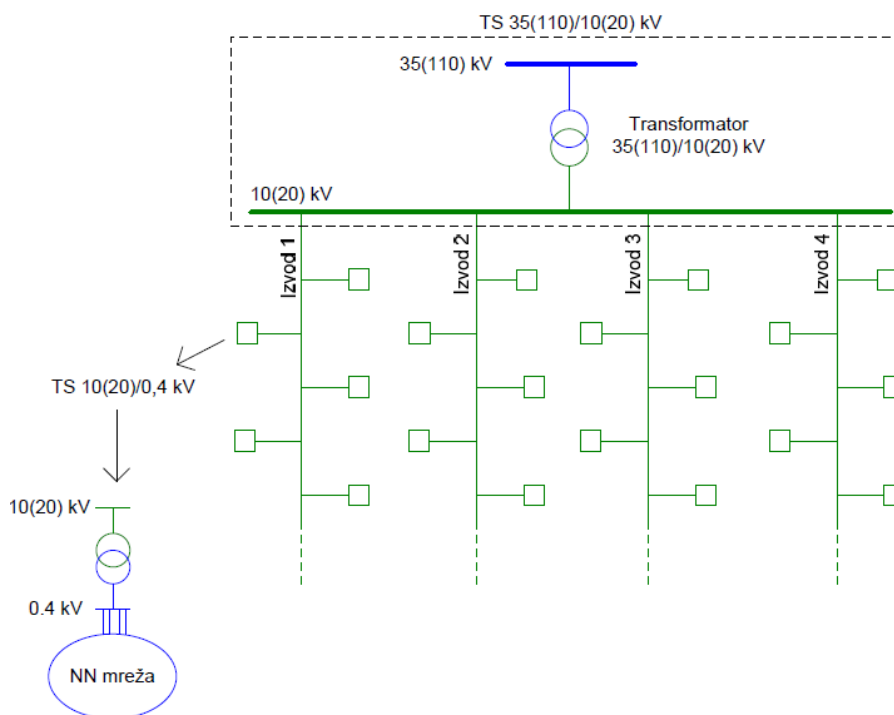 TS 35(110)/10(20) kV
35(110) kV
Transformator
35(110)/10(20) kV
10(20) kV
Izvod 1
Izvod 2
Izvod 3
Izvod 4
TS 10(20)/0,4 kV
10(20) kV
0.4 kV
NN mreža